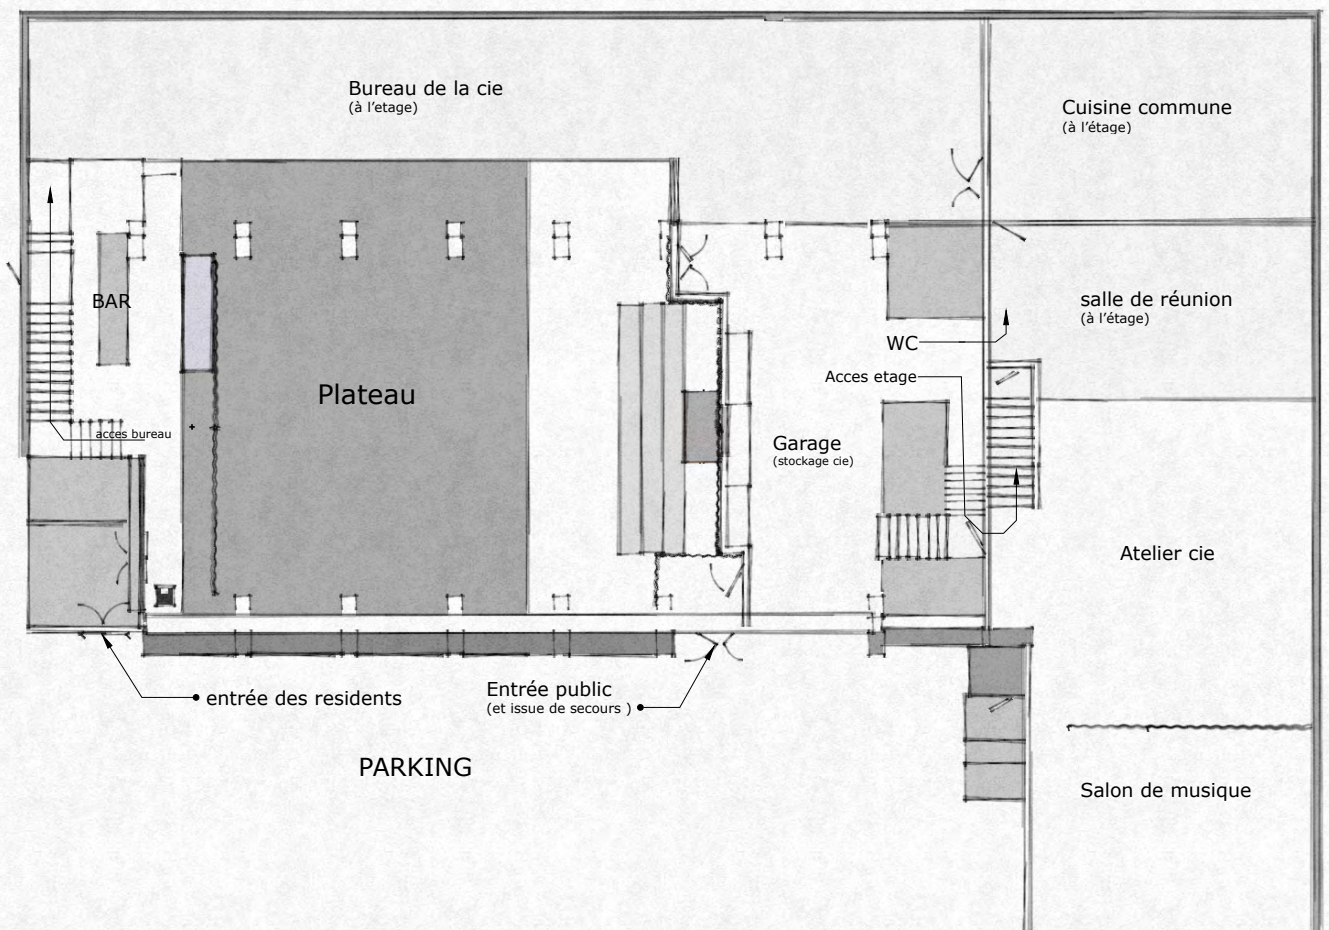 Bureau de la cie
(à l'etage)
Cuisine commune
(à l'étage)
BAR
salle de réunion
(à l'étage)
WC
Acces etage
Plateau
acces bureau
Garage
(stockage cie)
Atelier cie
entrée des residents
Entrée public
(et issue de secours )
PARKING
Salon de musique